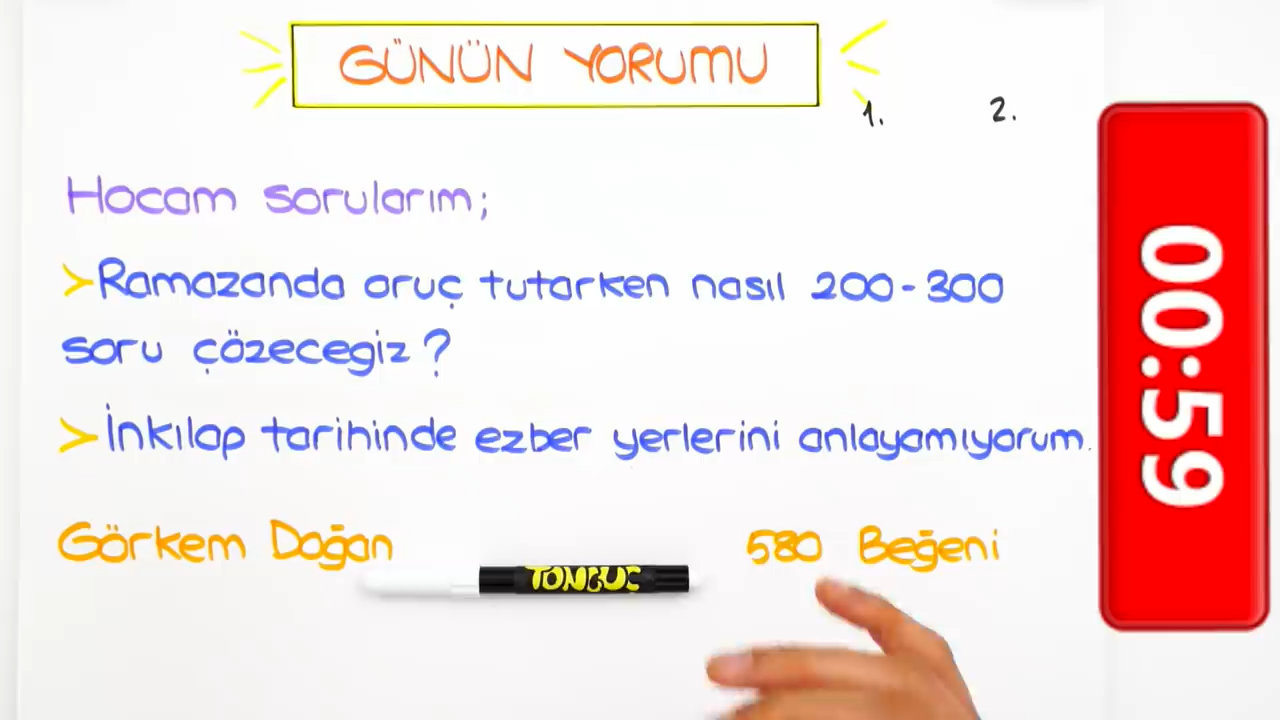 GÜNÜN YORUMU
1. 2.
Hocam sorularım;
➢Ramazanda oruç tutarken nasıl 200-300
soru çözecegiz?
➢İnkılap tarihinde ezber yerlerini anlayamıyorum.
Görkem Doğan 580 Beğeni
TONGUÇ
00:59